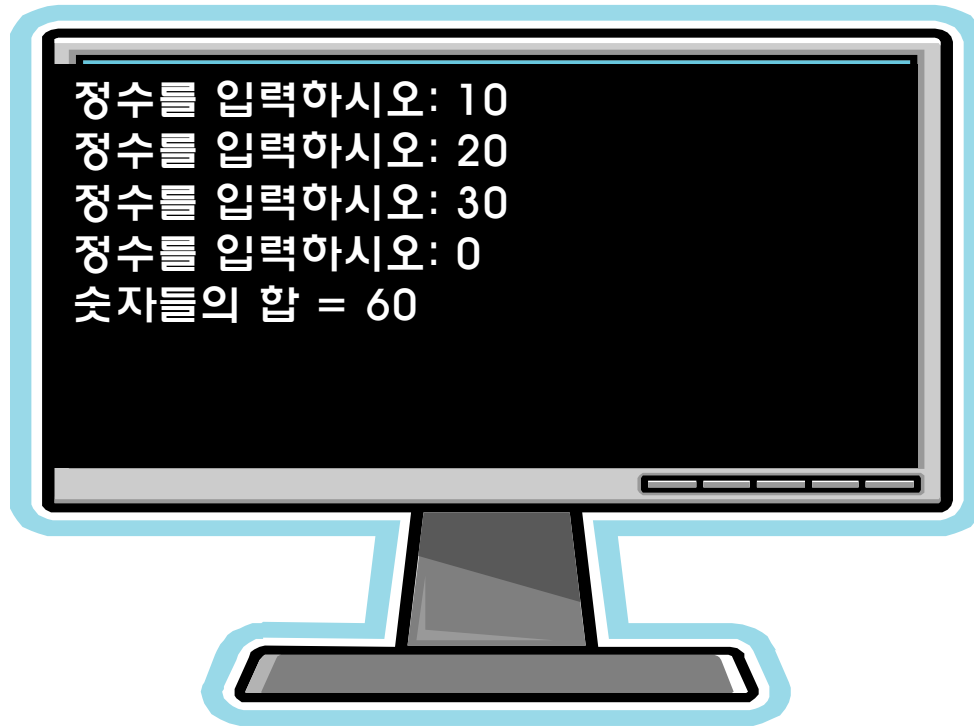 정수를 입력하시오: 10
정수를 입력하시오: 20
정수를 입력하시오: 30
정수를 입력하시오: 0
숫자들의 합 = 60